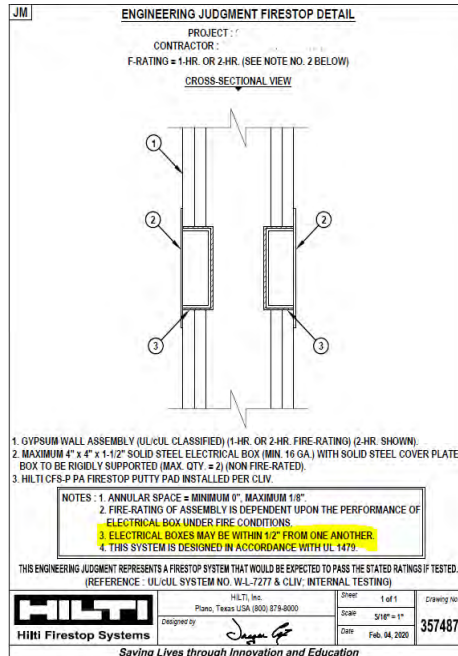 JM
ENGINEERING JUDGMENT FIRESTOP DETAIL
PROJECT :
CONTRACTOR :
F-RATING = 1-HR. OR 2-HR. (SEE NOTE NO. 2 BELOW)
CROSS-SECTIONAL VIEW
1
2
2
3
3
1. GYPSUM WALL ASSEMBLY (UL/cUL CLASSIFIED) (1-HR. OR 2-HR. FIRE-RATING) (2-HR. SHOWN).
2. MAXIMUM 4" x 4" x 1-1/2" SOLID STEEL ELECTRICAL BOX (MIN. 16 GA.) WITH SOLID STEEL COVER PLATE
BOX TO BE RIGIDLY SUPPORTED (MAX. QTY. = 2) (NON FIRE-RATED).
3. HILTI CFS-P PA FIRESTOP PUTTY PAD INSTALLED PER CLIV.
NOTES : 1. ANNULAR SPACE = MINIMUM 0", MAXIMUM 1/8".
2. FIRE-RATING OF ASSEMBLY IS DEPENDENT UPON THE PERFORMANCE OF
ELECTRICAL BOX UNDER FIRE CONDITIONS.
3. ELECTRICAL BOXES MAY BE WITHIN 1/2" FROM ONE ANOTHER.
4. THIS SYSTEM IS DESIGNED IN ACCORDANCE WITH UL 1479.
THIS ENGINEERING JUDGMENT REPRESENTS A FIRESTOP SYSTEM THAT WOULD BE EXPECTED TO PASS THE STATED RATINGS IF TESTED.
(REFERENCE : UL/cUL SYSTEM NO. W-L-7277 & CLIV; INTERNAL TESTING)
HILTI
Hilti Firestop Systems
HILTI, Inc.
Plano, Texas USA (800) 879-8000
Designed by
Sheet 1 of 1
Scale 5/16" = 1"
Date Feb. 04, 2020
Drawing No
357487
Saving Lives through Innovation and Education